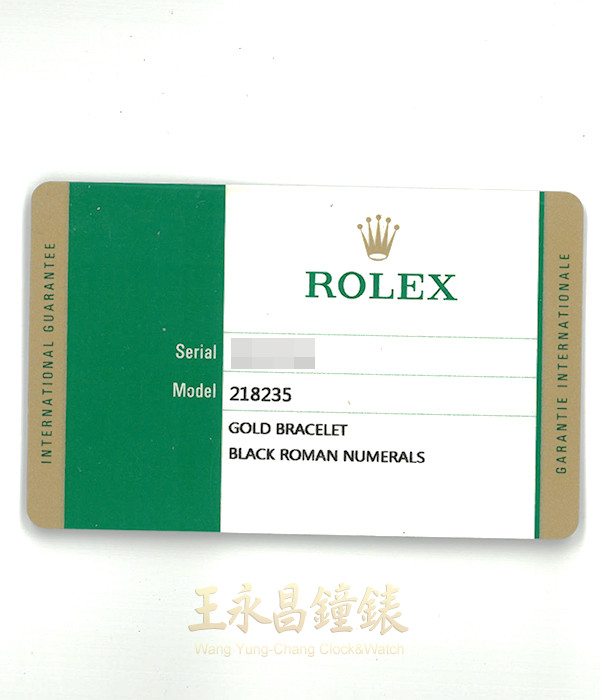 INTERNATIONAL GUARANTEE
ROLEX
Serial
Model 218235
GOLD BRACELET
BLACK ROMAN NUMERALS
GARANTIE INTERNATIONALE
王永昌鐘錶
Wang Yung-Chang Clock&Watch